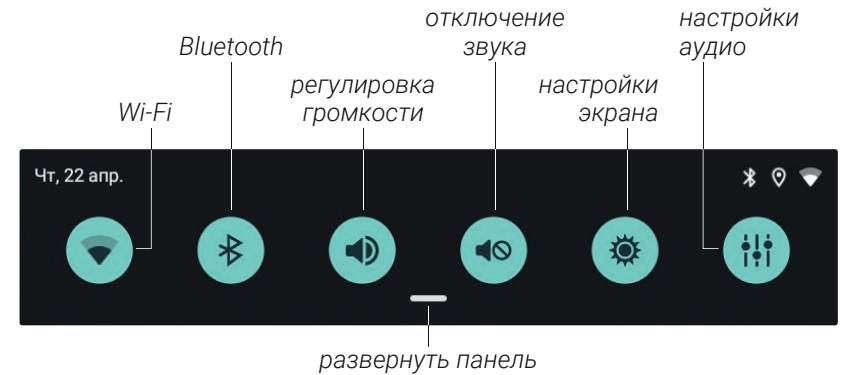 отключение
звука
настройки
аудио
Bluetooth
регулировка
громкости
настройки
экрана
Wi-Fi
Чт, 22 апр.
развернуть панель